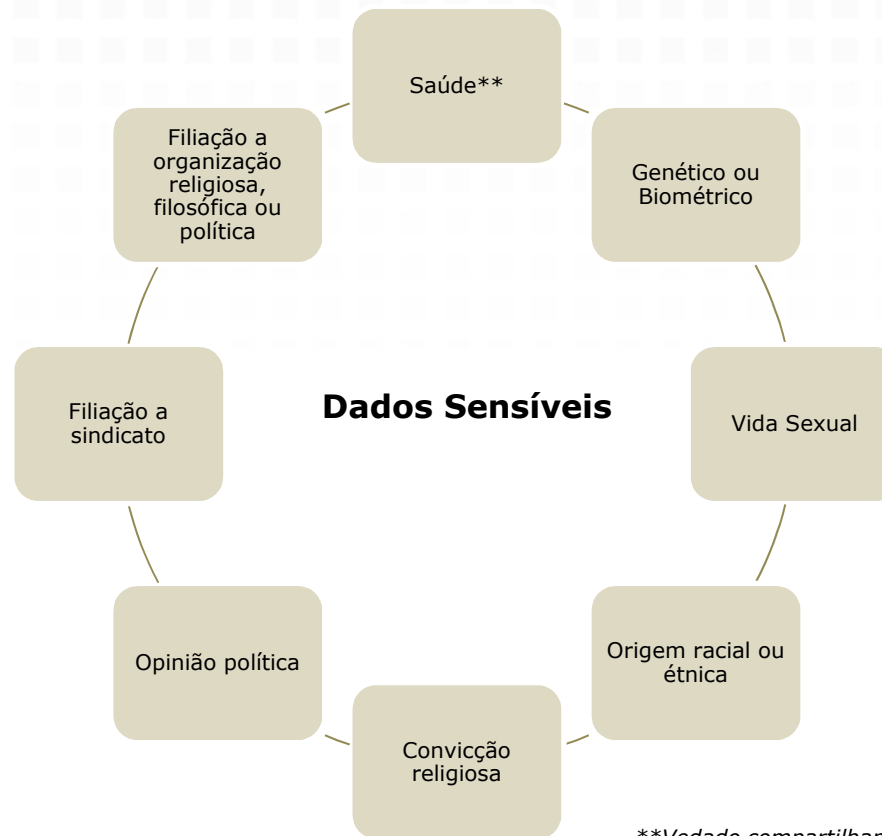 Saúde**
Genético ou
Biométrico
Vida Sexual
Origem racial ou
étnica
Convicção
religiosa
Opinião política
Filiação a
sindicato
Filiação a
organização
religiosa,
filosófica ou
política
Dados Sensíveis
**Vedado compartilhar